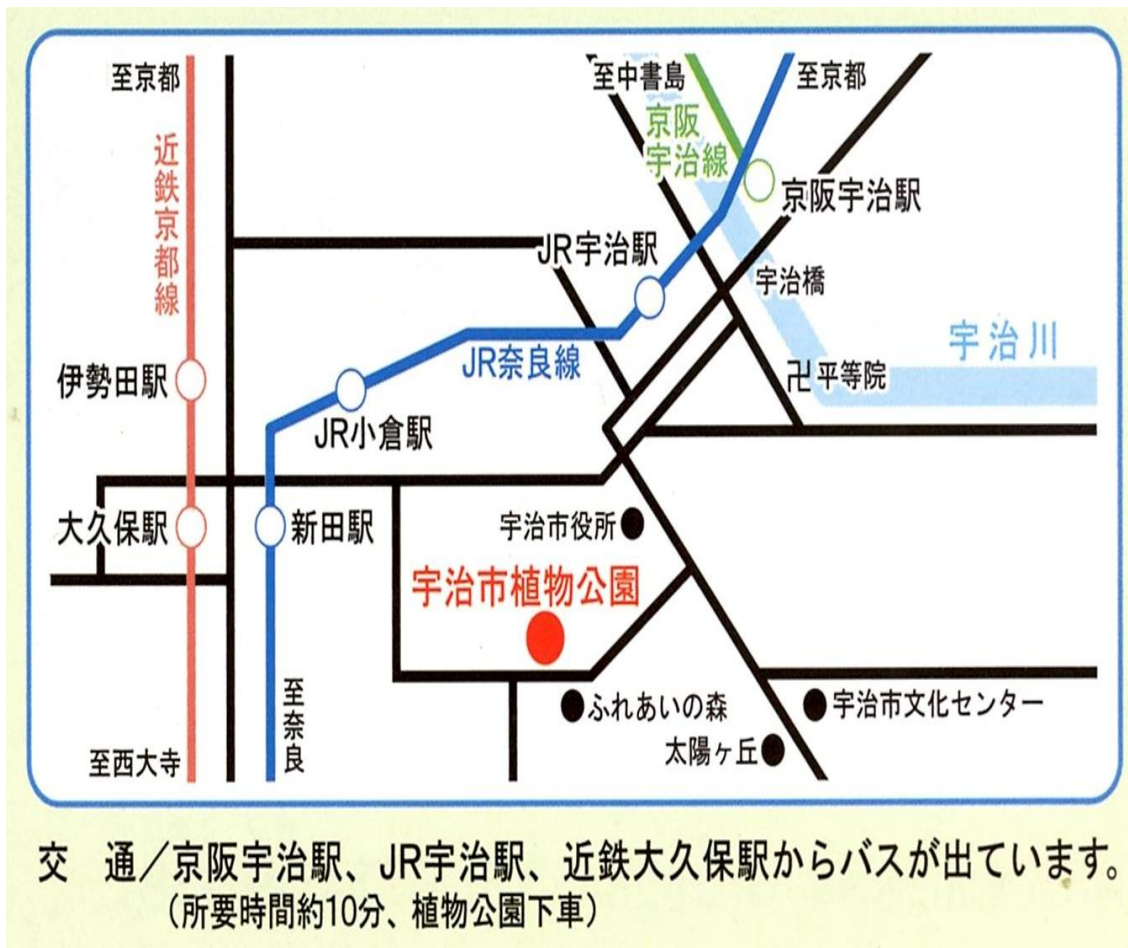 至京都
近鉄京都線
至中書島
京阪
宇治線
至京都
京阪宇治駅
JR宇治駅
宇治橋
宇治川
伊勢田駅
JR奈良線
卍平等院
JR小倉駅
大久保駅
新田駅
宇治市役所
宇治市植物公園
至奈良
ふれあいの森
宇治市文化センター
太陽ヶ丘
至西大寺
交　通／京阪宇治駅、JR宇治駅、近鉄大久保駅からバスが出ています。
（所要時間約10分、植物公園下車）